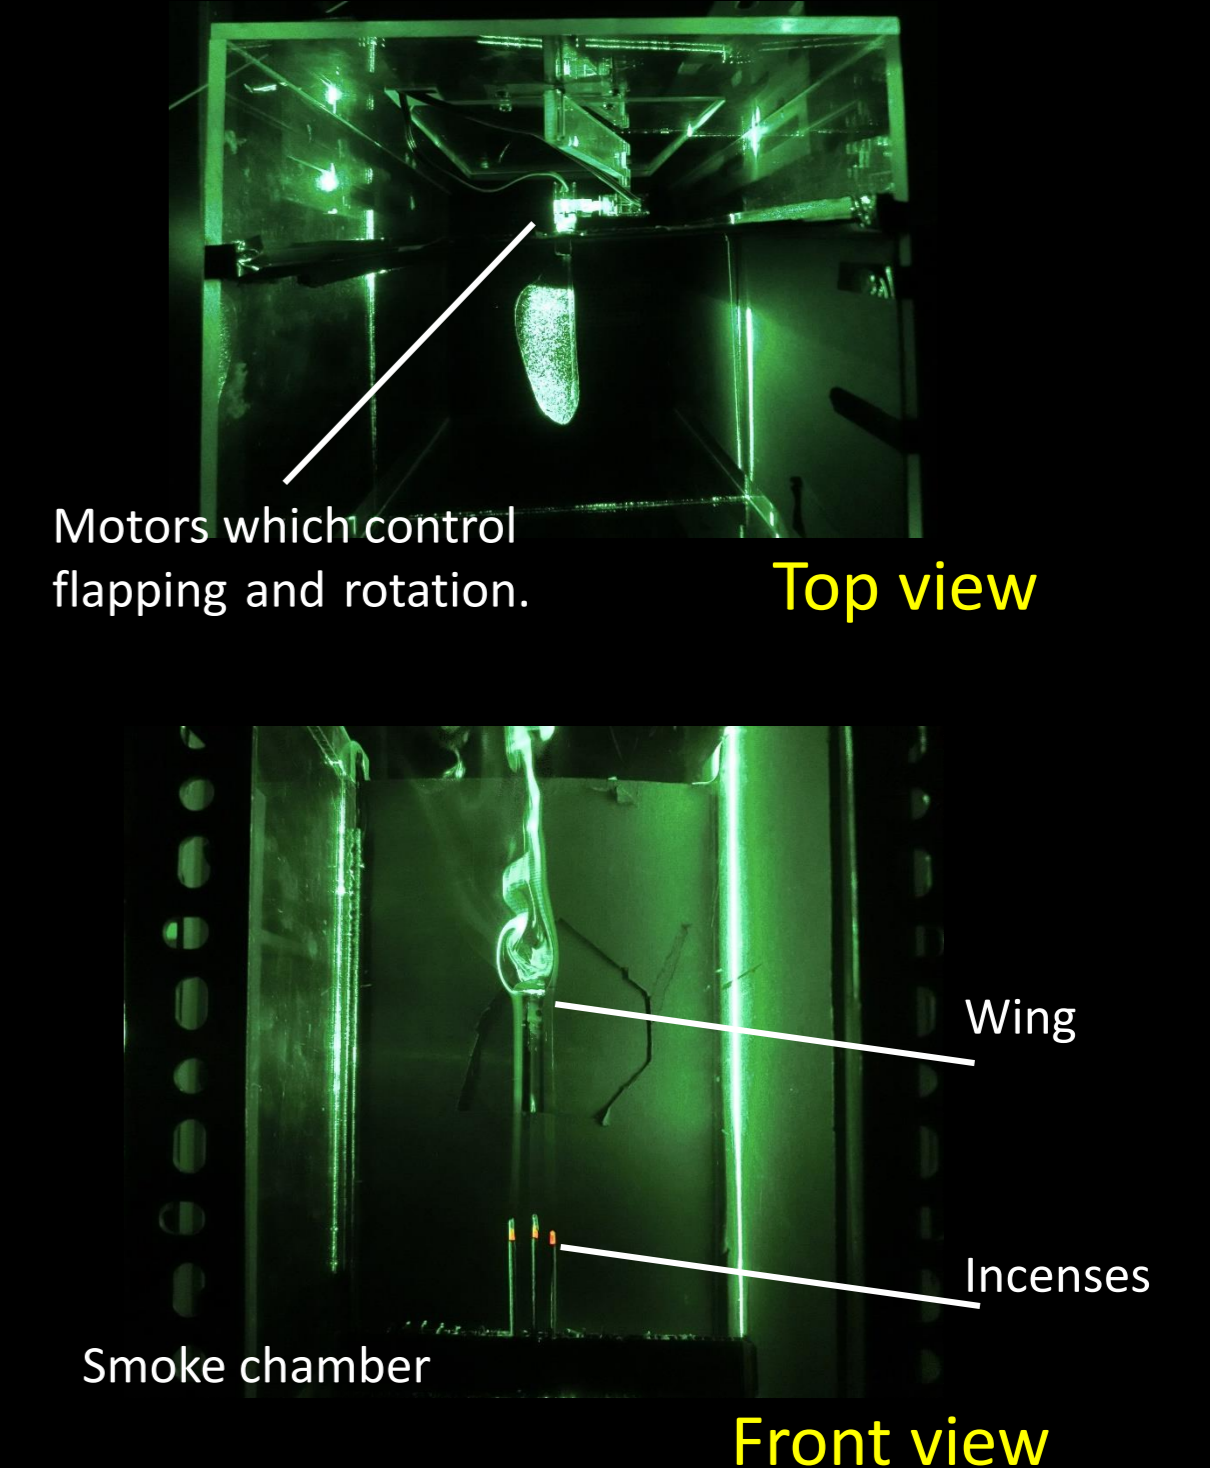 Motors which control
flapping and rotation.
Top view
Wing
Incenses
Smoke chamber
Front view